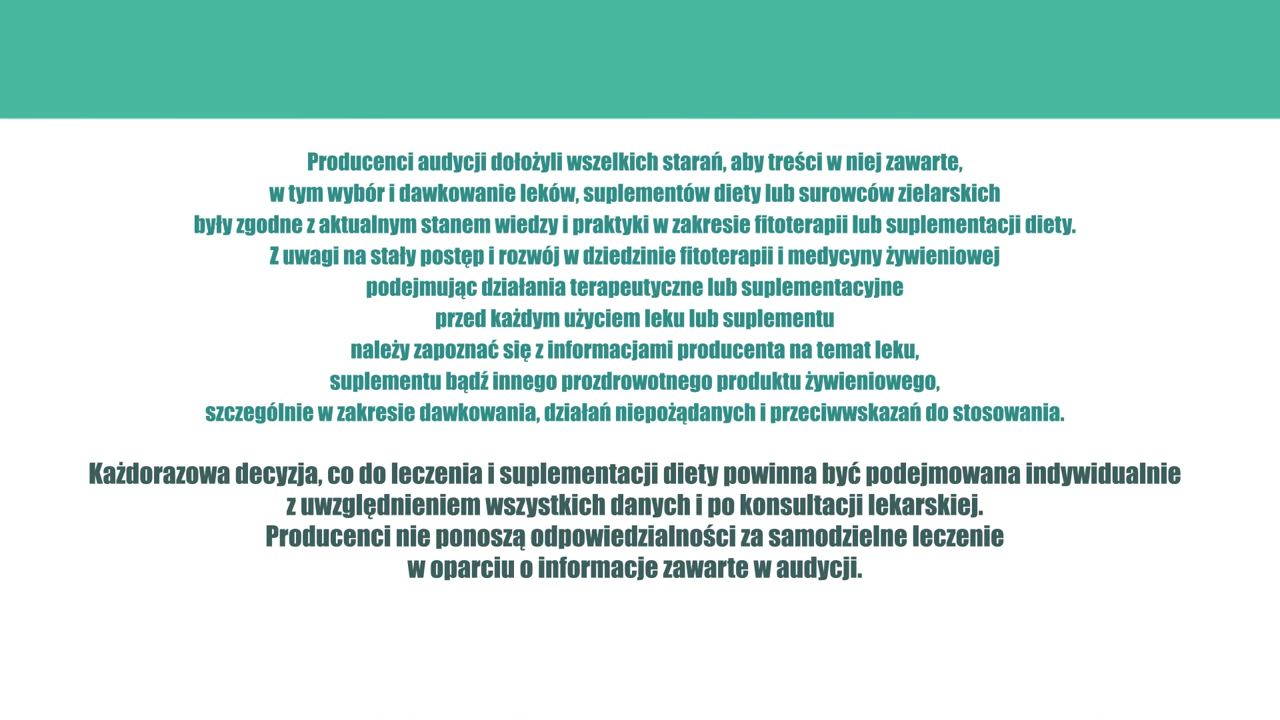 Producenci audycji dołożyli wszelkich starań, aby treści w niej zawarte,
w tym wybór i dawkowanie leków, suplementów diety lub surowców zielarskich
były zgodne z aktualnym stanem wiedzy i praktyki w zakresie fitoterapii lub suplementacji diety.
Z uwagi na stały postęp i rozwój w dziedzinie fitoterapii i medycyny żywieniowej
podejmując działania terapeutyczne lub suplementacyjne
przed każdym użyciem leku lub suplementu
należy zapoznać się z informacjami producenta na temat leku,
suplementu bądź innego prozdrowotnego produktu żywieniowego,
szczególnie w zakresie dawkowania, działań niepożądanych i przeciwwskazań do stosowania.
Każdorazowa decyzja, co do leczenia i suplementacji diety powinna być podejmowana indywidualnie
z uwzględnieniem wszystkich danych i po konsultacji lekarskiej.
Producenci nie ponoszą odpowiedzialności za samodzielne leczenie
w oparciu o informacje zawarte w audycji.